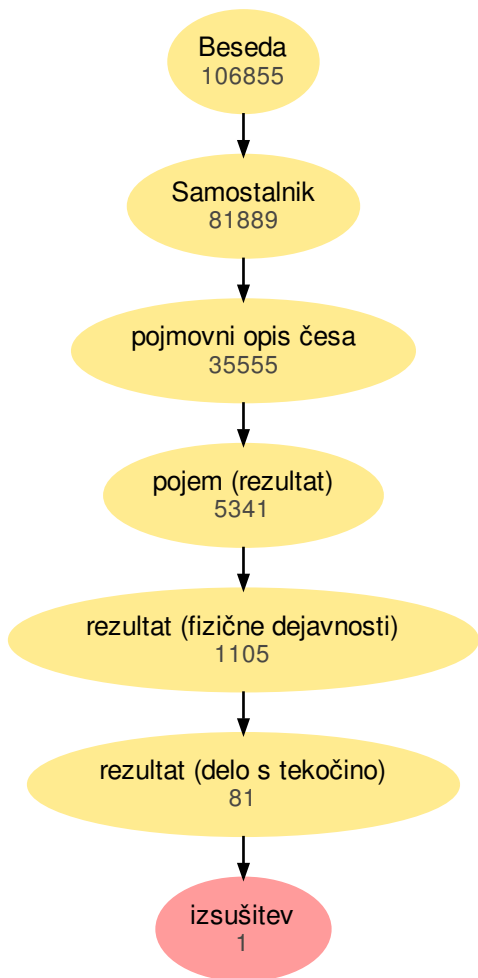 Beseda
106855
Samostalnik
81889
pojmovni opis česa
35555
pojem (rezultat)
5341
rezultat (fizične dejavnosti)
1105
rezultat (delo s tekočino)
81
izsušitev
1